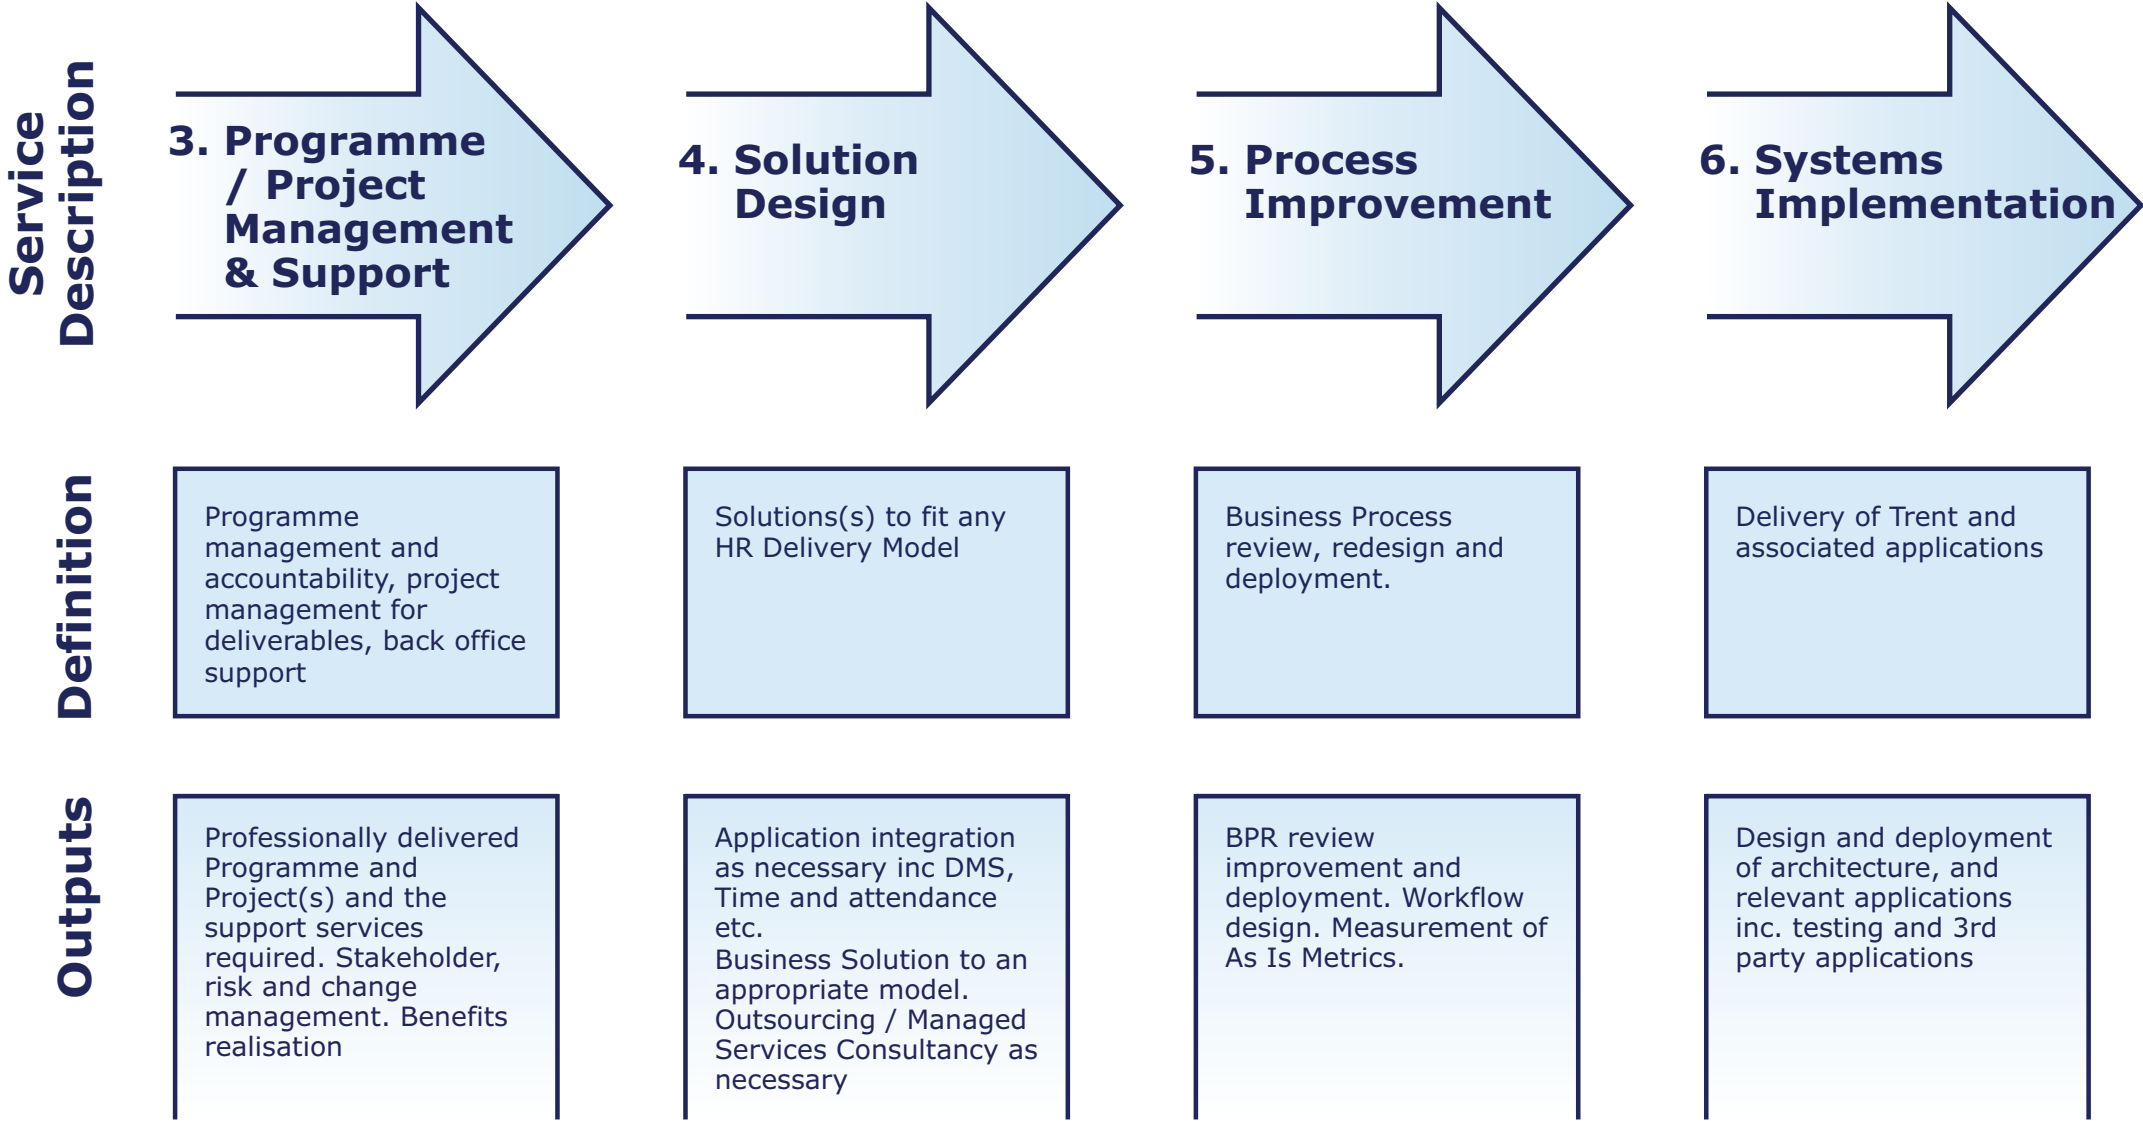 Service
Description
3. Programme
/ Project
Management
& Support
4. Solution
Design
5. Process
Improvement
6. Systems
Implementation
Definition
Programme
management and
accountability, project
management for
deliverables, back office
support
Solutions(s) to fit any
HR Delivery Model
Business Process
review, redesign and
deployment.
Delivery of Trent and
associated applications
Outputs
Professionally delivered
Programme and
Project(s) and the
support services
required. Stakeholder,
risk and change
management. Benefits
realisation
Application integration
as necessary inc DMS,
Time and attendance
etc.
Business Solution to an
appropriate model.
Outsourcing / Managed
Services Consultancy as
necessary
BPR review
improvement and
deployment. Workflow
design. Measurement of
As Is Metrics.
Design and deployment
of architecture, and
relevant applications
inc. testing and 3rd
party applications